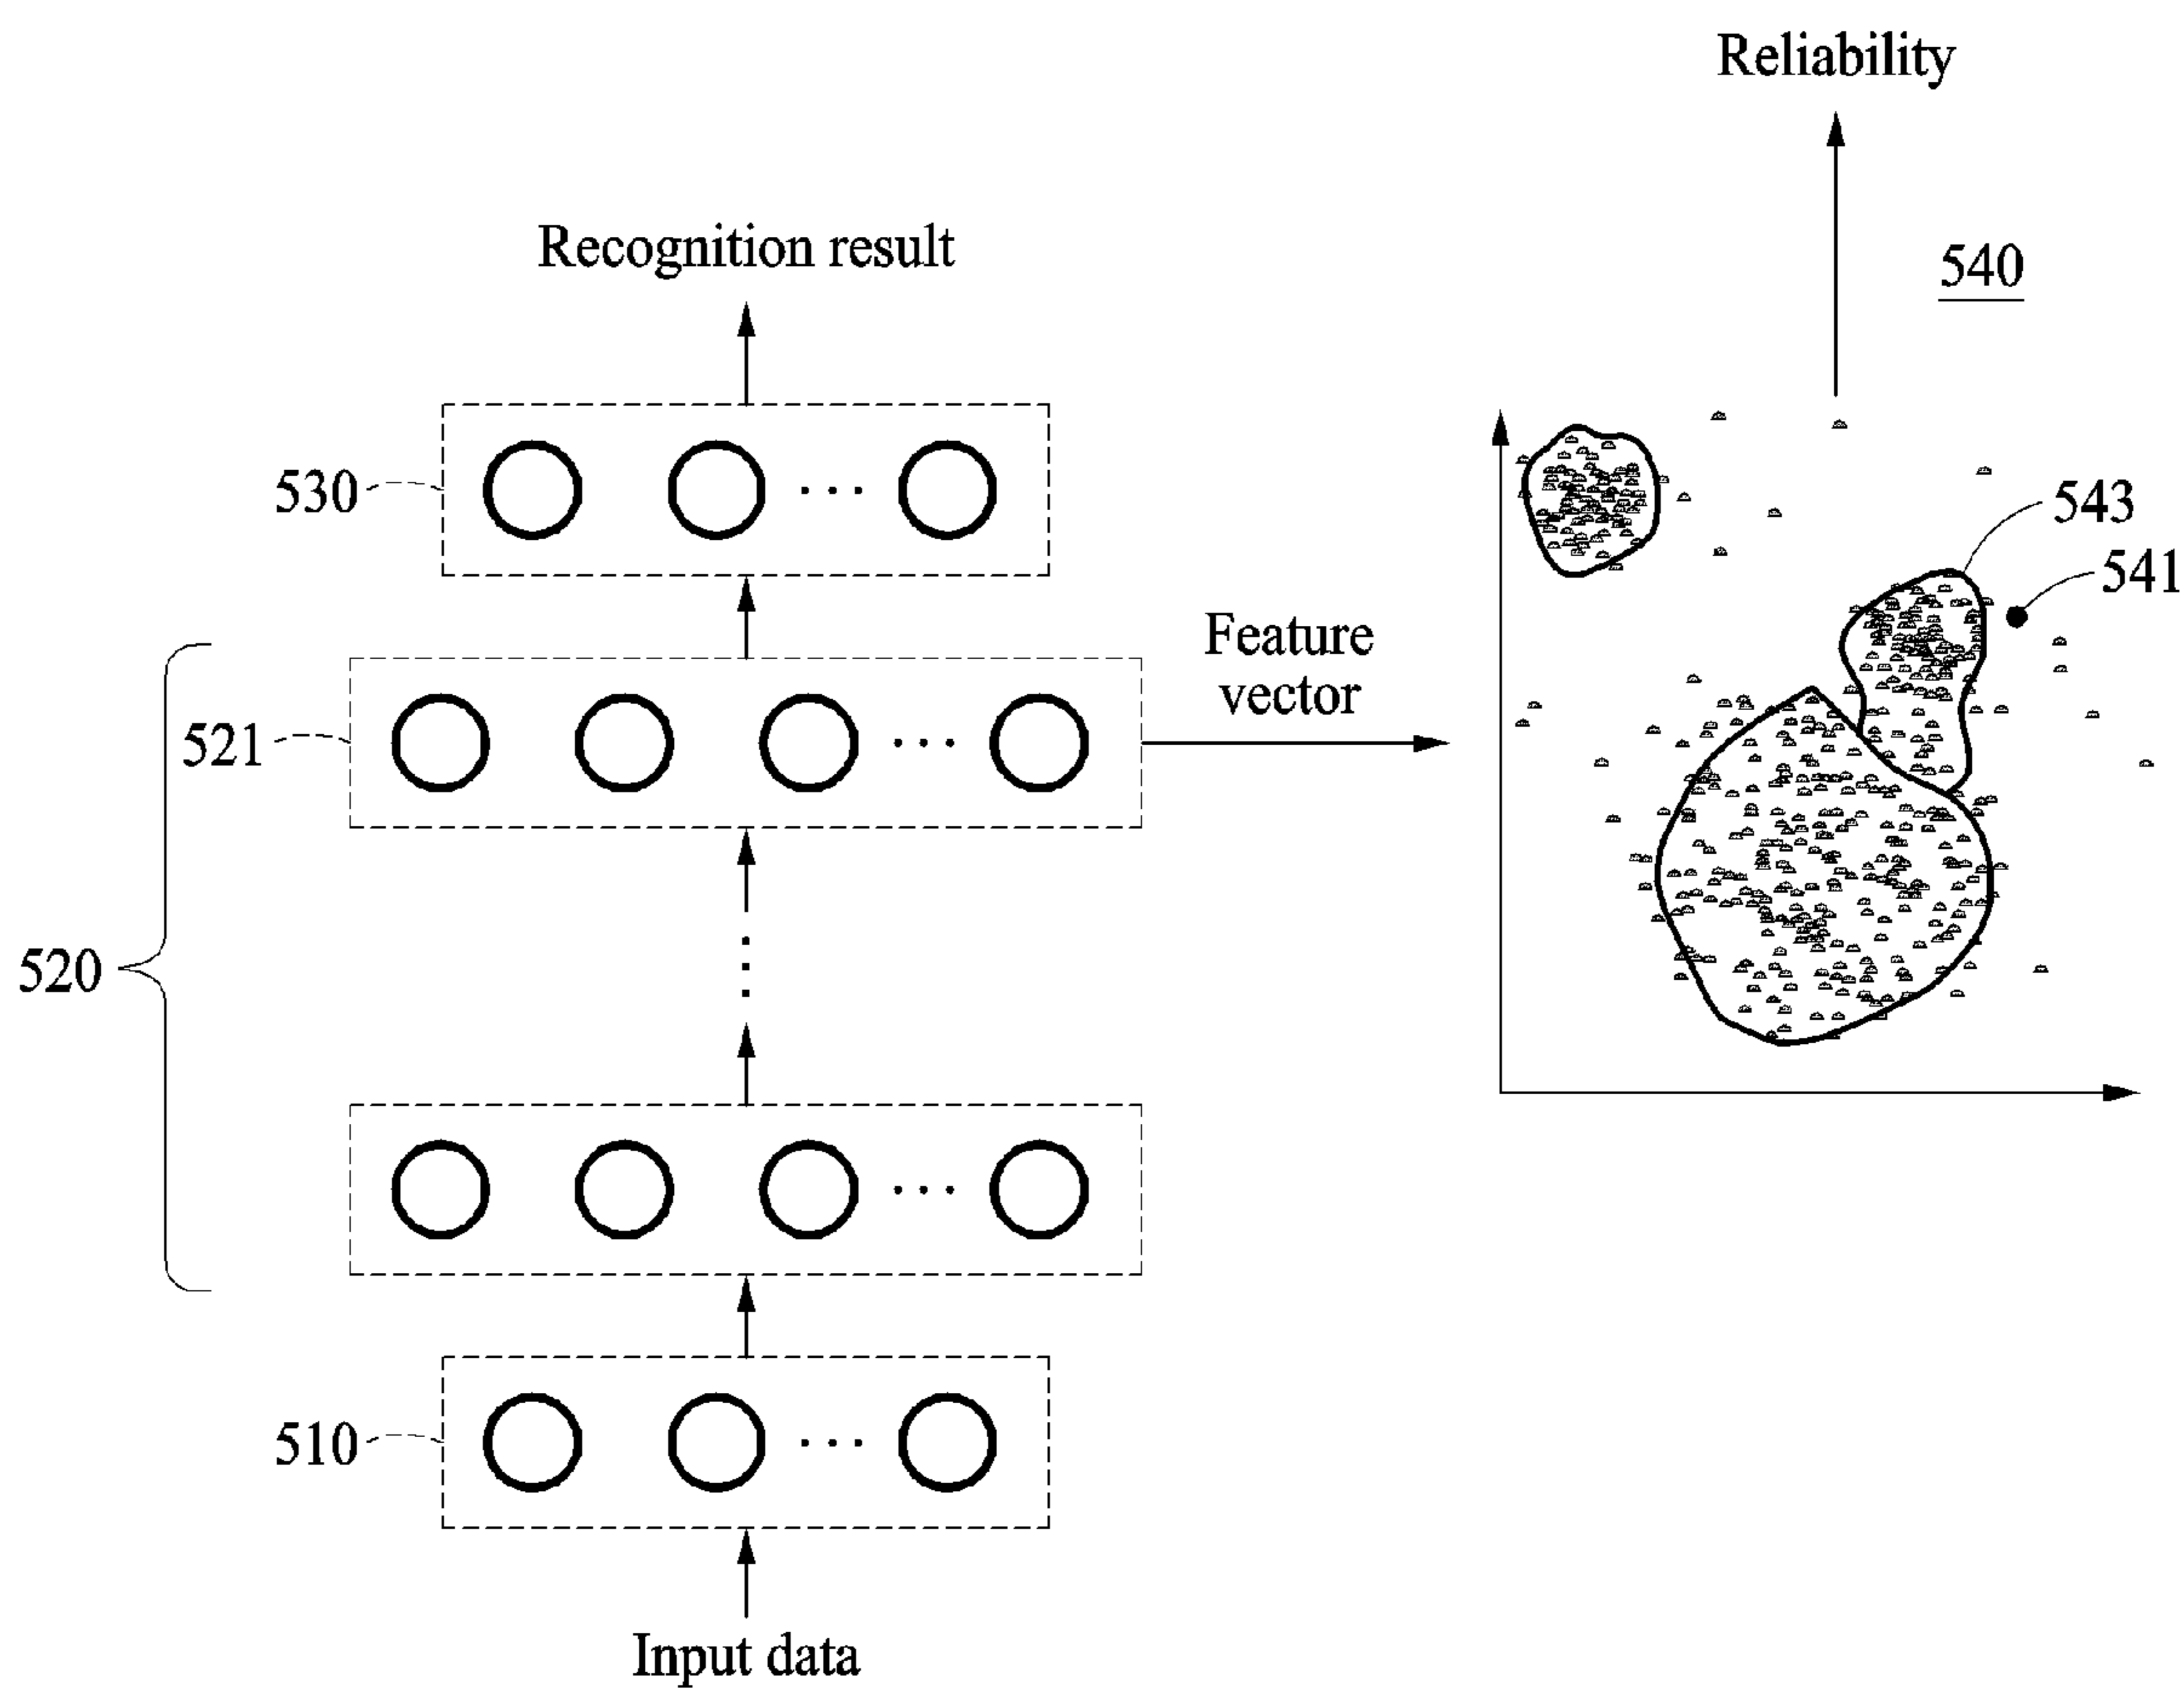 Reliability
Recognition result
540
530
543
541
Feature
vector
521
520
510
Input data